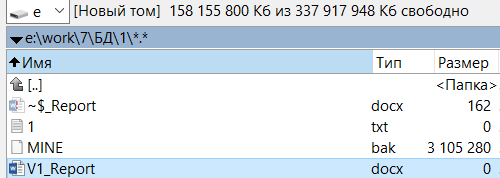 e [Новый том] 158 155 800 Кб из 337 917 948 Кб свободно
e:\work\7\БД\1\*.*
Имя Тип Размер
[..] <Папка>
~$_Report docx 162
1 txt 0
MINE bak 3 105 280
V1_Report docx 0